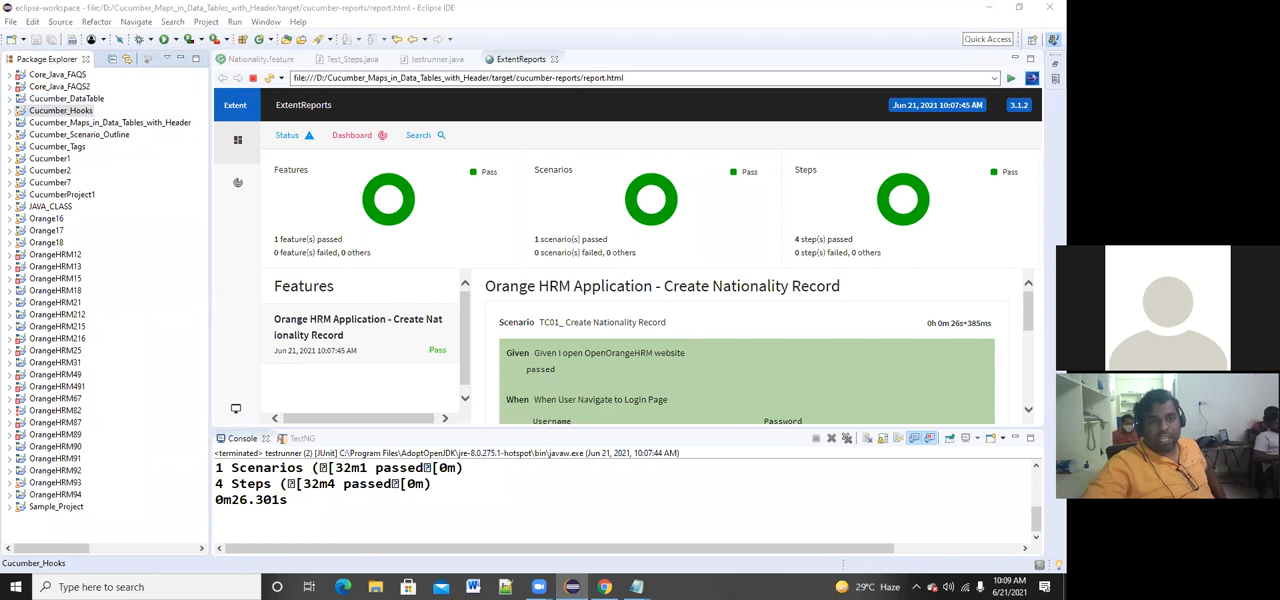 eclipse-workspace - file:/D:/Cucumber_Maps_in_Data_Tables_with_Header/target/cucumber-reports/report.html - Eclipse IDE
File Edit Source Refactor Navigate Search Project Run Window Help
Quick Access
Package Explorer
Nationality.feature Test_Steps.java testrunner.java ExtentReports
file:///D:/Cucumber_Maps_in_Data_Tables_with_Header/target/cucumber-reports/report.html
Core_Java_FAQS
Core_Java_FAQS2
Cucumber_DataTable
Cucumber_Hooks
Cucumber_Maps_in_Data_Tables_with_Header
Cucumber_Scenario_Outline
Cucumber_Tags
Cucumber1
Cucumber2
Cucumber7
CucumberProject1
JAVA_CLASS
Orange16
Orange17
Orange18
OrangeHRM12
OrangeHRM13
OrangeHRM15
OrangeHRM18
OrangeHRM21
OrangeHRM212
OrangeHRM215
OrangeHRM216
OrangeHRM25
OrangeHRM31
OrangeHRM49
OrangeHRM491
OrangeHRM67
OrangeHRM82
OrangeHRM87
OrangeHRM88
OrangeHRM89
OrangeHRM90
OrangeHRM91
OrangeHRM92
OrangeHRM93
OrangeHRM94
Sample_Project
Extent ExtentReports Jun 21, 2021 10:07:45 AM 3.1.2
Status Dashboard Search
Features Pass
1 feature(s) passed
0 feature(s) failed, 0 others
Scenarios Pass
1 scenario(s) passed
0 scenario(s) failed, 0 others
Steps Pass
4 step(s) passed
0 step(s) failed, 0 others
Features
Orange HRM Application - Create Nat
ionality Record
Jun 21, 2021 10:07:45 AM Pass
Orange HRM Application - Create Nationality Record
Scenario TC01_ Create Nationality Record 0h 0m 26s+385ms
Given Given I open OpenOrangeHRM website
passed
When When User Navigate to LogIn Page
Username Password
Console TestNG
<terminated> testrunner (2) [JUnit] C:\Program Files\AdoptOpenJDK\jre-8.0.275.1-hotspot\bin\javaw.exe (Jun 21, 2021 10:07:44 AM)
1 Scenarios ([32m1 passed[0m)
4 Steps ([32m4 passed[0m)
0m26.301s
Cucumber_Hooks
Type here to search
29°C Haze
10:09 AM
6/21/2021